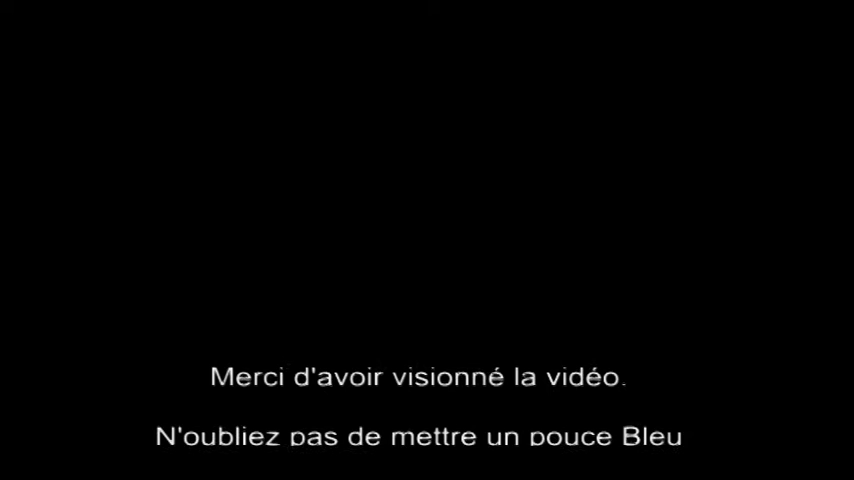 Merci d'avoir visionné la vidéo.
N'oubliez pas de mettre un pouce Bleu